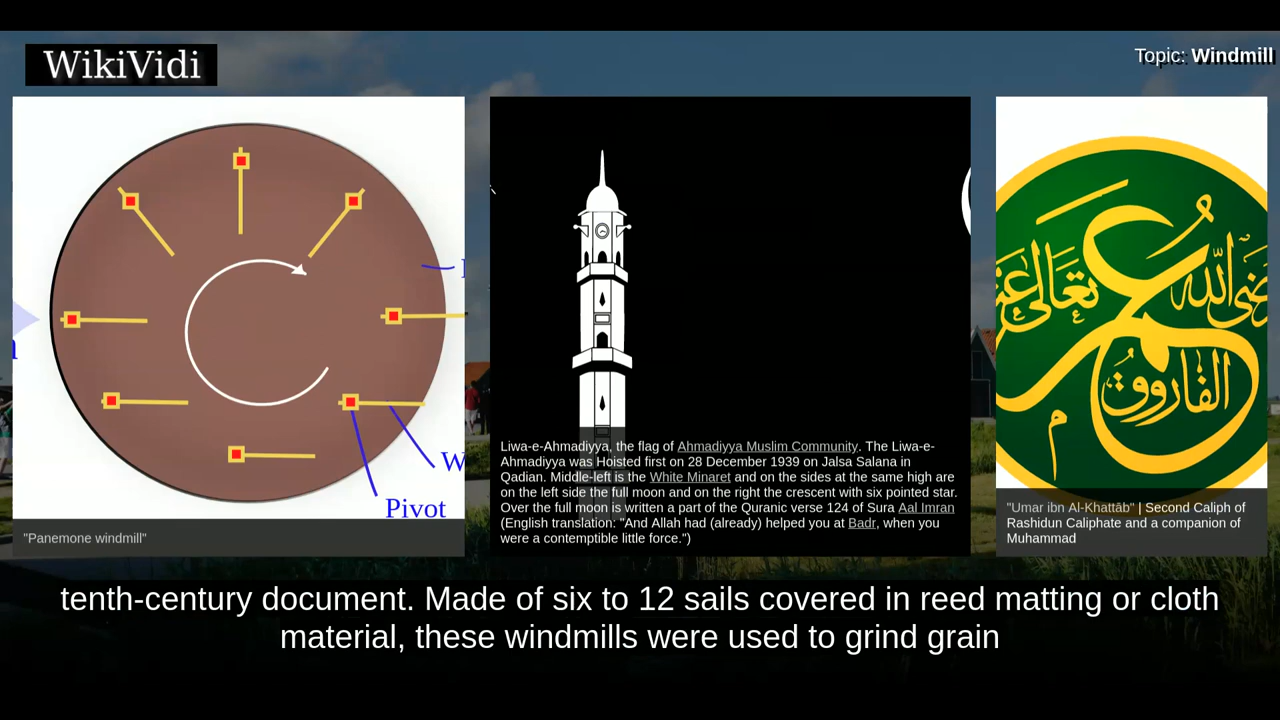 WikiVidi
Topic: Windmill
Pivot
"Panemone windmill"
Liwa-e-Ahmadiyya, the flag of Ahmadiyya Muslim Community. The Liwa-e-
Ahmadiyya was Hoisted first on 28 December 1939 on Jalsa Salana in
Qadian. Middle-left is the White Minaret and on the sides at the same high are
on the left side the full moon and on the right the crescent with six pointed star.
Over the full moon is written a part of the Quranic verse 124 of Sura Aal Imran
(English translation: "And Allah had (already) helped you at Badr, when you
were a contemptible little force.")
عمر
الفاروق
"Umar ibn Al-Khattāb" | Second Caliph of
Rashidun Caliphate and a companion of
Muhammad
tenth-century document. Made of six to 12 sails covered in reed matting or cloth
material, these windmills were used to grind grain